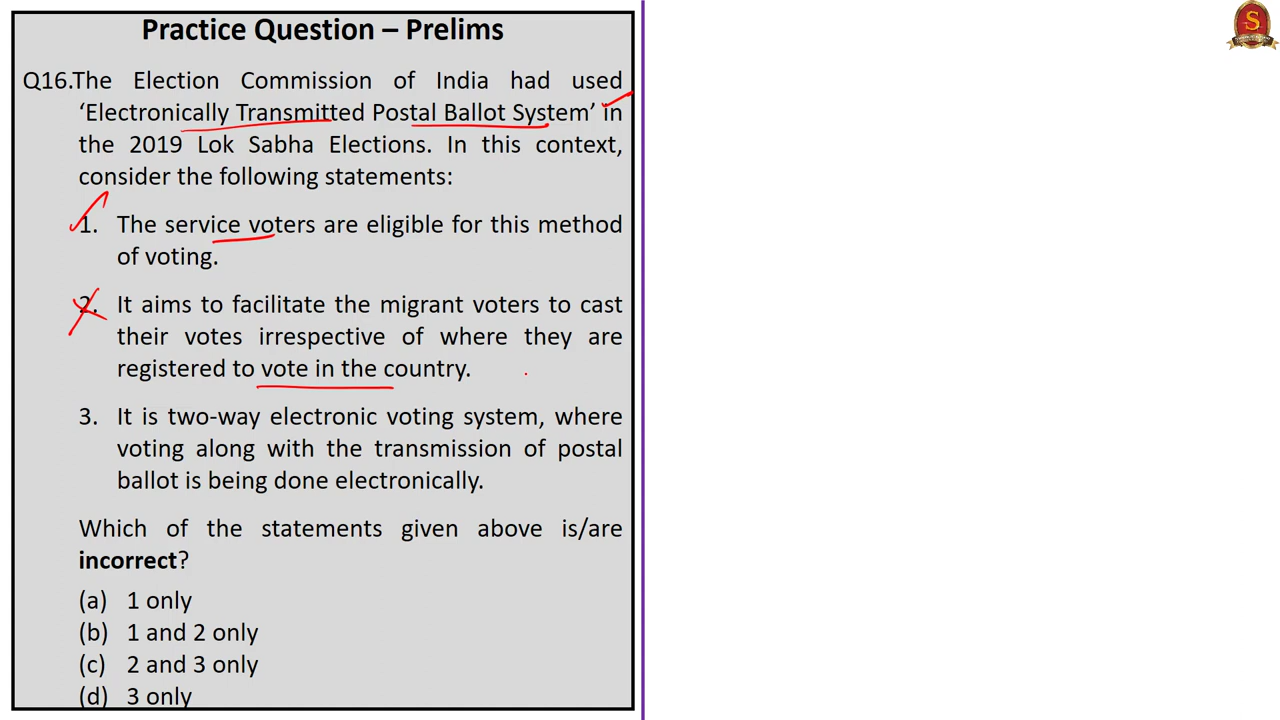 Practice Question – Prelims
Q16.The Election Commission of India had used
‘Electronically Transmitted Postal Ballot System’ in
the 2019 Lok Sabha Elections. In this context,
consider the following statements:
1. The service voters are eligible for this method
of voting.
2. It aims to facilitate the migrant voters to cast
their votes irrespective of where they are
registered to vote in the country.
3. It is two-way electronic voting system, where
voting along with the transmission of postal
ballot is being done electronically.
Which of the statements given above is/are
incorrect?
(a) 1 only
(b) 1 and 2 only
(c) 2 and 3 only
(d) 3 only
S